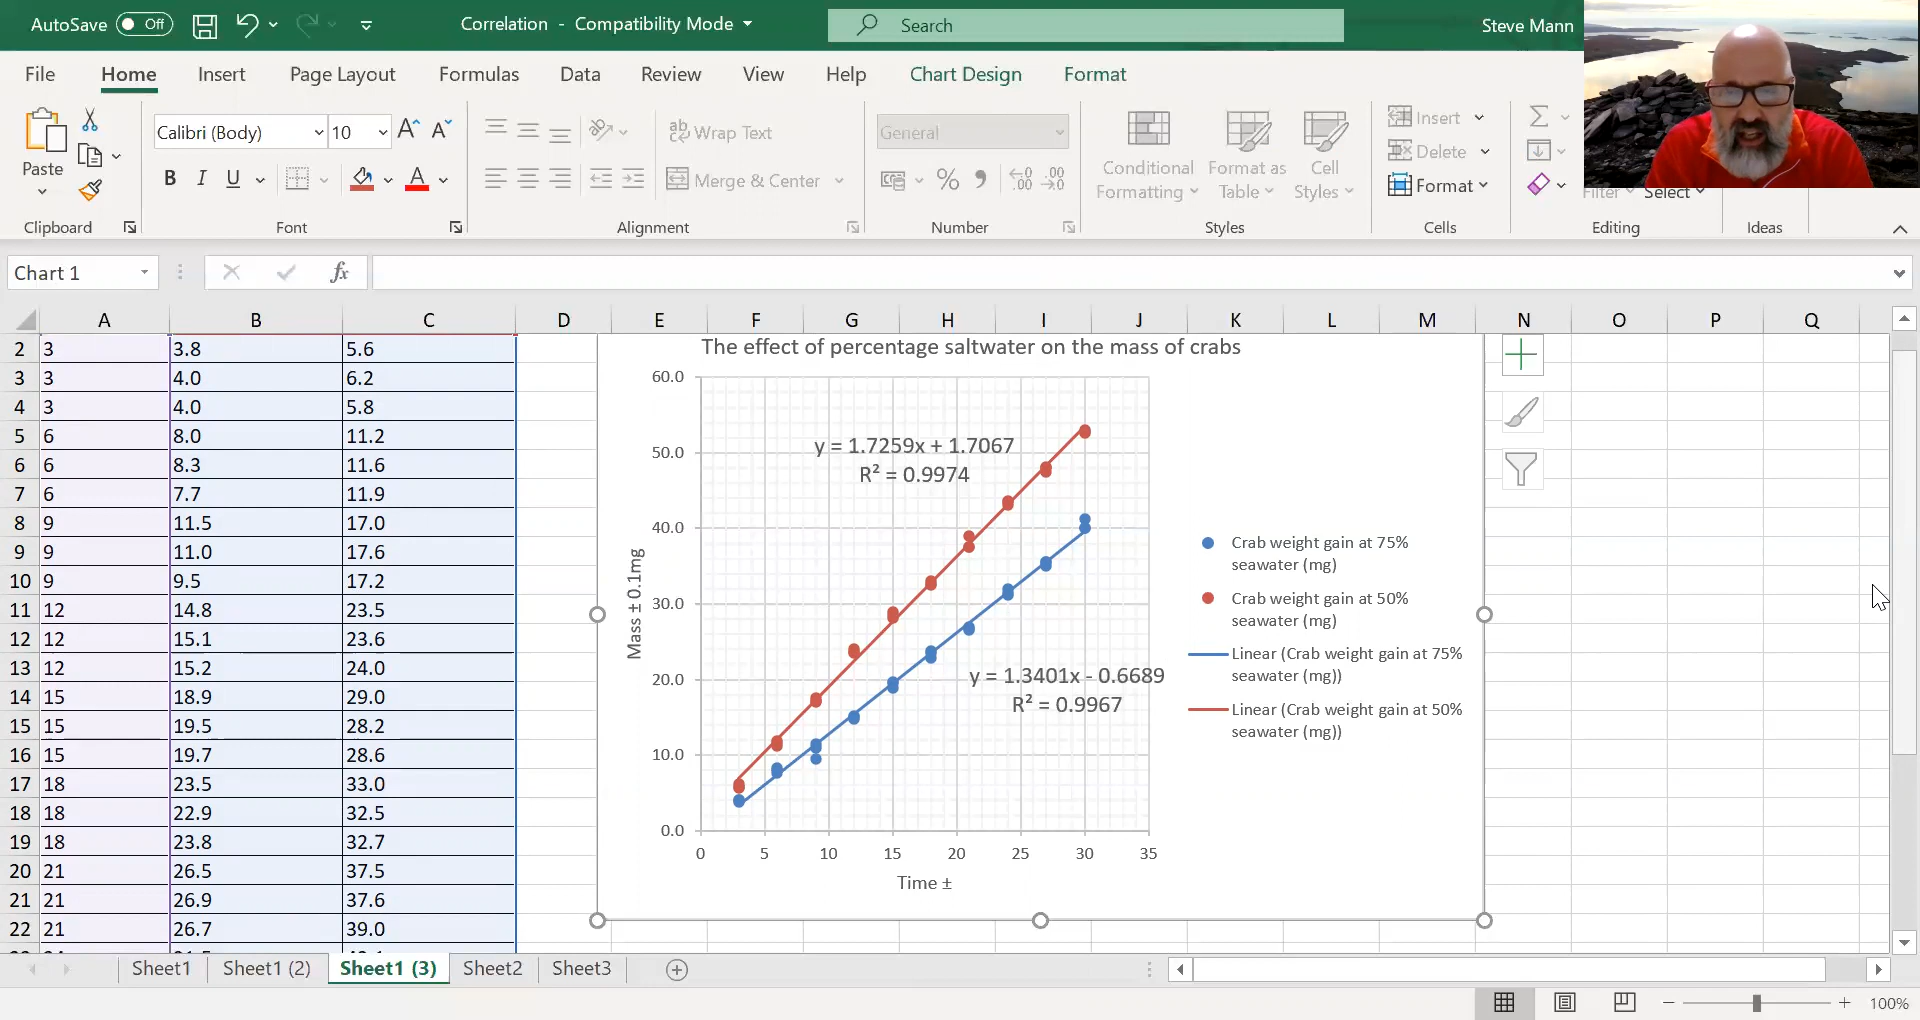 AutoSave Off
Correlation - Compatibility Mode
Search
Steve Mann
File Home Insert Page Layout Formulas Data Review View Help Chart Design Format
Paste
Calibri (Body) 10 A A
B I U A
ab Wrap Text
Merge & Center
General
% 9 .00 .00
Conditional Formatting
Format as Table
Cell Styles
Insert
Delete
Format
Filter Select
Clipboard Font Alignment Number Styles Cells Editing Ideas
Chart 1 fx
A B C D E F G H I J K L M N O P Q
2 3 3.8 5.6
3 3 4.0 6.2
4 3 4.0 5.8
5 6 8.0 11.2
6 6 8.3 11.6
7 6 7.7 11.9
8 9 11.5 17.0
9 9 11.0 17.6
10 9 9.5 17.2
11 12 14.8 23.5
12 12 15.1 23.6
13 12 15.2 24.0
14 15 18.9 29.0
15 15 19.5 28.2
16 15 19.7 28.6
17 18 23.5 33.0
18 18 22.9 32.5
19 18 23.8 32.7
20 21 26.5 37.5
21 21 26.9 37.6
22 21 26.7 39.0
The effect of percentage saltwater on the mass of crabs
60.0
50.0
40.0
30.0
20.0
10.0
0.0
Mass ± 0.1mg
y = 1.7259x + 1.7067
R² = 0.9974
y = 1.3401x - 0.6689
R² = 0.9967
0 5 10 15 20 25 30 35
Time ±
Crab weight gain at 75%
seawater (mg)
Crab weight gain at 50%
seawater (mg)
Linear (Crab weight gain at 75%
seawater (mg))
Linear (Crab weight gain at 50%
seawater (mg))
Sheet1 Sheet1 (2) Sheet1 (3) Sheet2 Sheet3
100%